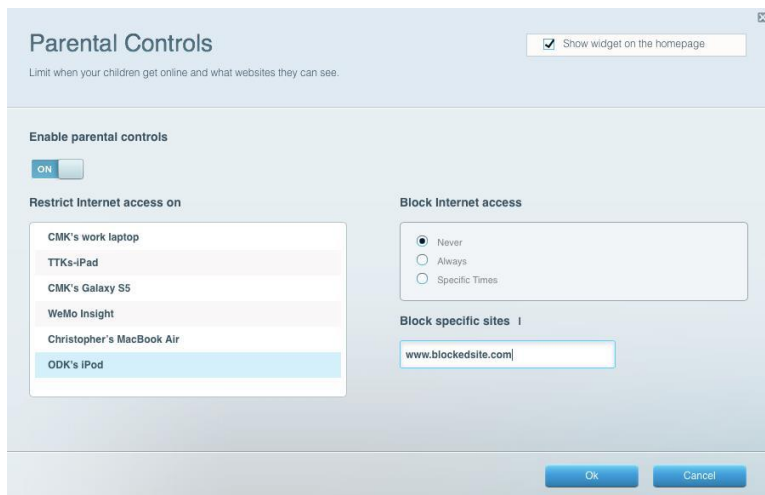 Parental Controls
Show widget on the homepage
Limit when your children get online and what websites they can see.
Enable parental controls
ON
Restrict Internet access on
CMK's work laptop
TTKs-iPad
CMK's Galaxy S5
WeMo Insight
Christopher's MacBook Air
ODK's iPod
Block Internet access
Never
Always
Specific Times
Block specific sites
www.blockedsite.com
Ok
Cancel